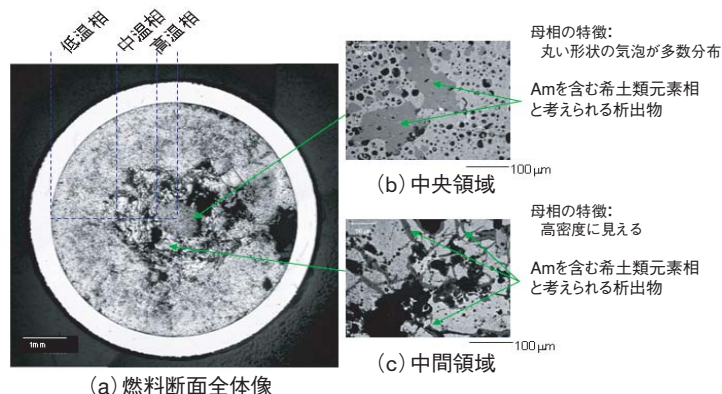 低温相
中温相
高温相
1mm
(a)燃料断面全体像
母相の特徴:
丸い形状の気泡が多数分布
Amを含む希土類元素相
と考えられる析出物
100μm
(b)中央領域
母相の特徴:
高密度に見える
Amを含む希土類元素相
と考えられる析出物
100μm
(c)中間領域